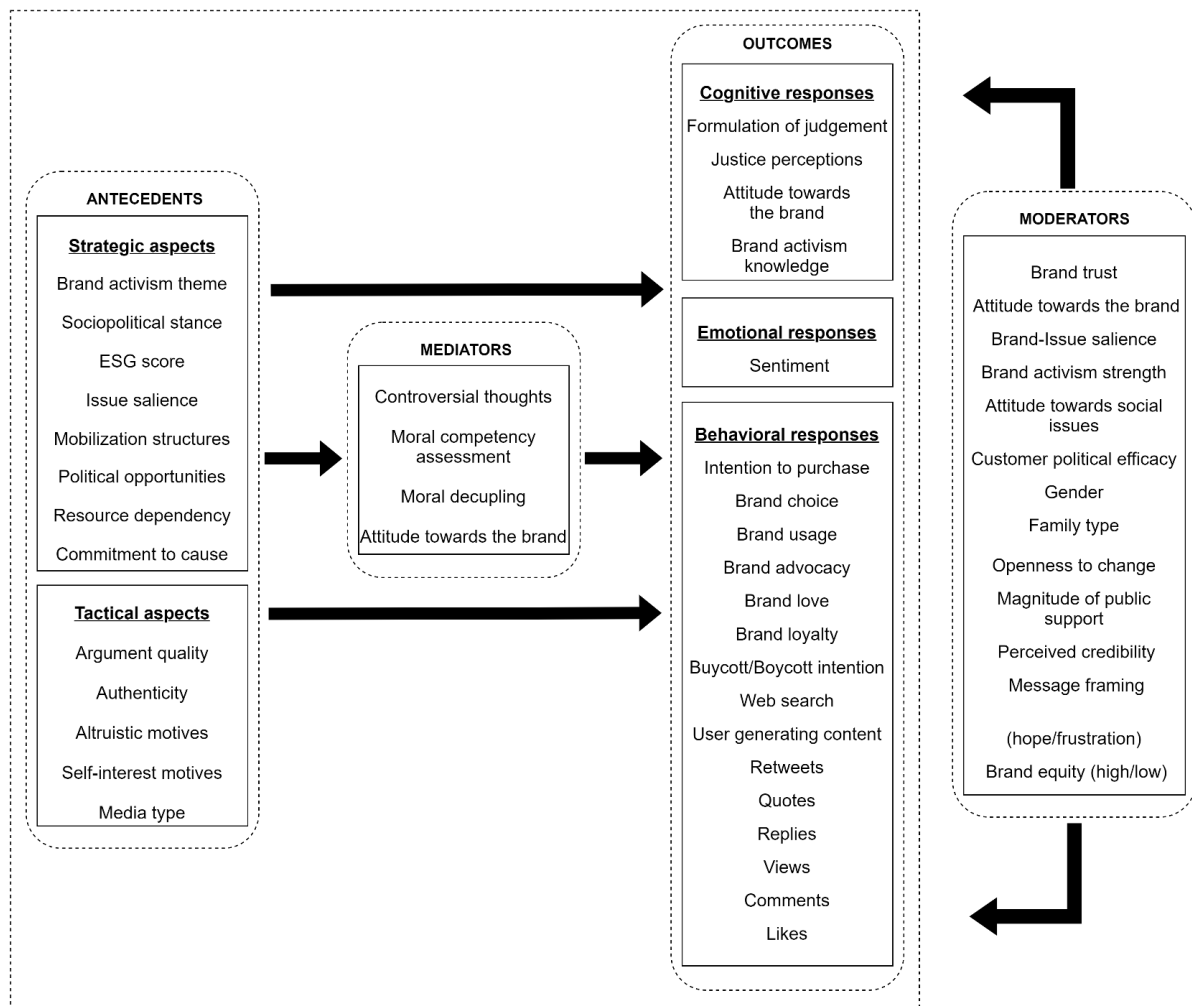 ANTECEDENTS
Strategic aspects
Brand activism theme
Sociopolitical stance
ESG score
Issue salience
Mobilization structures
Political opportunities
Resource dependency
Commitment to cause
Tactical aspects
Argument quality
Authenticity
Altruistic motives
Self-interest motives
Media type
MEDIATORS
Controversial thoughts
Moral competency
assessment
Moral decupling
Attitude towards the brand
OUTCOMES
Cognitive responses
Formulation of judgement
Justice perceptions
Attitude towards
the brand
Brand activism
knowledge
Emotional responses
Sentiment
Behavioral responses
Intention to purchase
Brand choice
Brand usage
Brand advocacy
Brand love
Brand loyalty
Buycott/Boycott intention
Web search
User generating content
Retweets
Quotes
Replies
Views
Comments
Likes
MODERATORS
Brand trust
Attitude towards the brand
Brand-Issue salience
Brand activism strength
Attitude towards social
issues
Customer political efficacy
Gender
Family type
Openness to change
Magnitude of public
support
Perceived credibility
Message framing
(hope/frustration)
Brand equity (high/low)